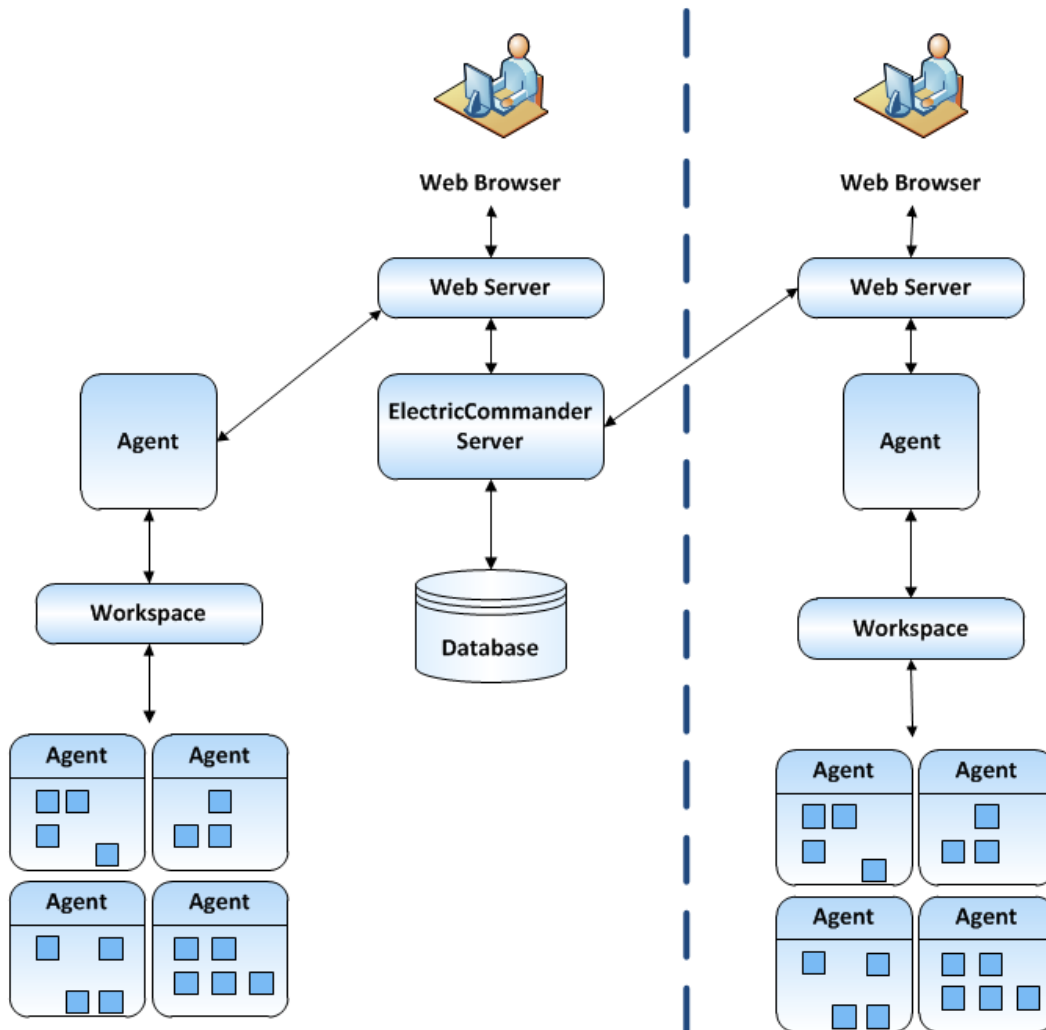 Web Browser
Web Browser
Web Server
Web Server
Agent
ElectricCommander
Server
Agent
Workspace
Database
Workspace
Agent
Agent
Agent
Agent
Agent
Agent
Agent
Agent